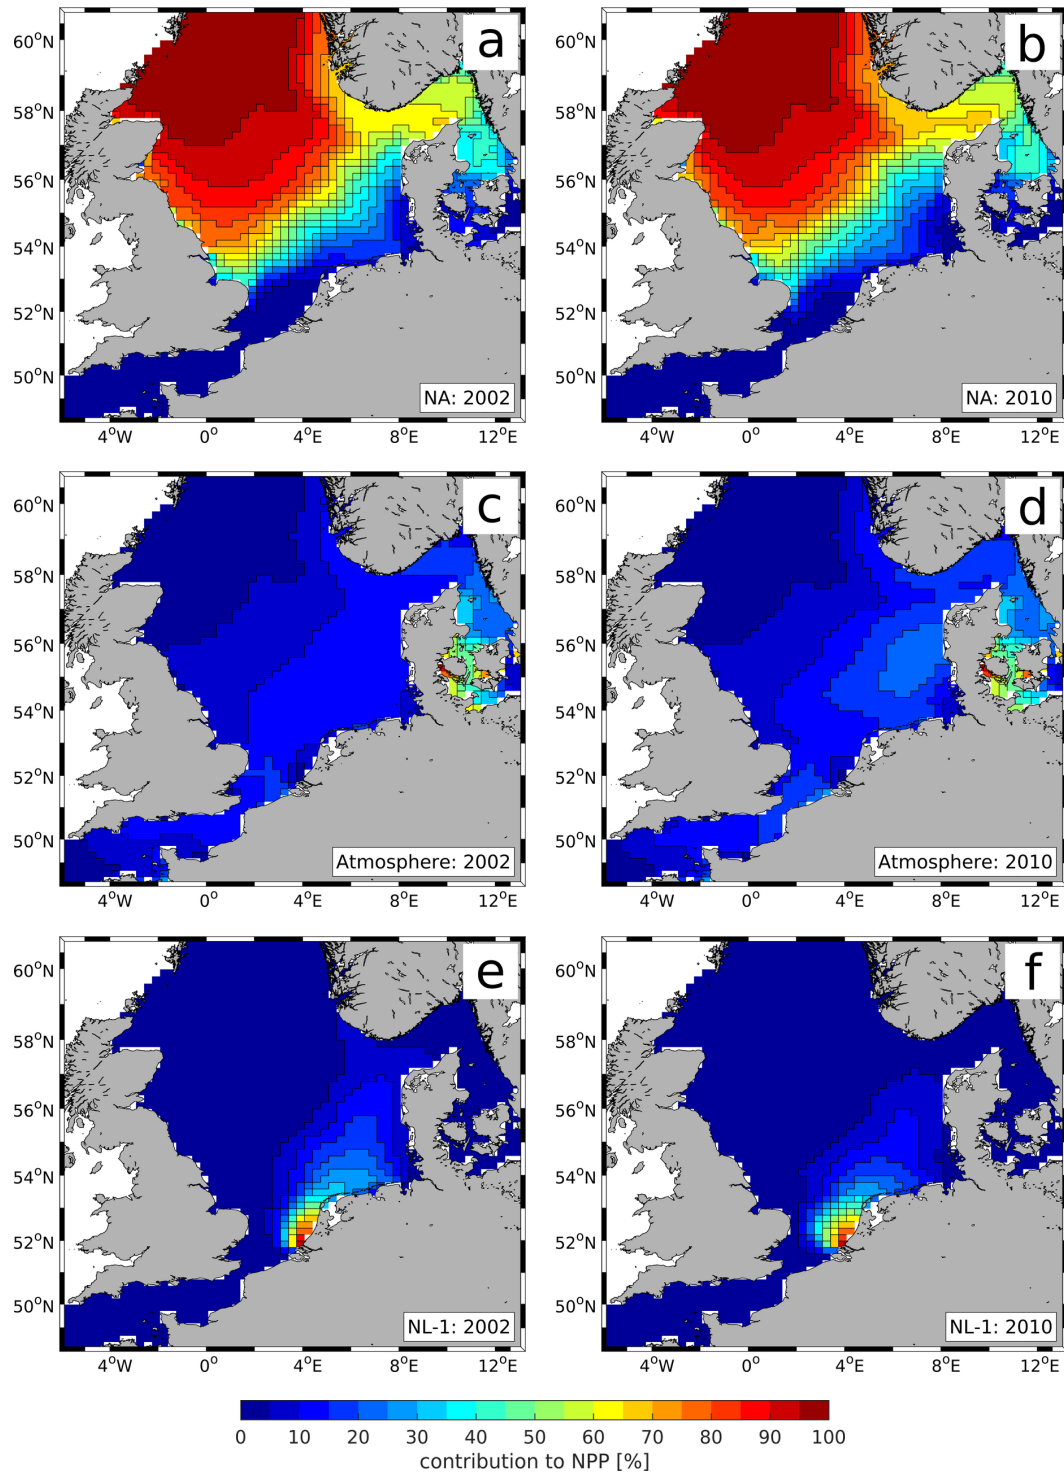 a
60°N
58°N
56°N
54°N
52°N
50°N
NA: 2002
4°W 0° 4°E 8°E 12°E
b
60°N
58°N
56°N
54°N
52°N
50°N
NA: 2010
4°W 0° 4°E 8°E 12°E
c
60°N
58°N
56°N
54°N
52°N
50°N
Atmosphere: 2002
4°W 0° 4°E 8°E 12°E
d
60°N
58°N
56°N
54°N
52°N
50°N
Atmosphere: 2010
4°W 0° 4°E 8°E 12°E
e
60°N
58°N
56°N
54°N
52°N
50°N
NL-1: 2002
4°W 0° 4°E 8°E 12°E
f
60°N
58°N
56°N
54°N
52°N
50°N
NL-1: 2010
4°W 0° 4°E 8°E 12°E
0 10 20 30 40 50 60 70 80 90 100
contribution to NPP [%]